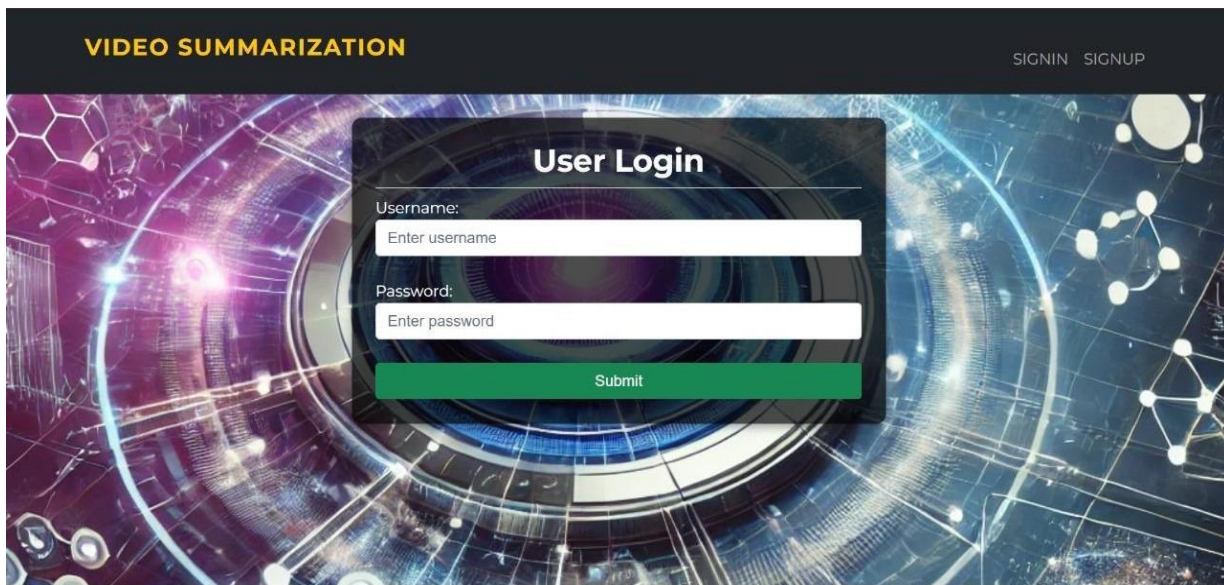 VIDEO SUMMARIZATION
SIGNIN SIGNUP
User Login
Username:
Enter username
Password:
Enter password
Submit